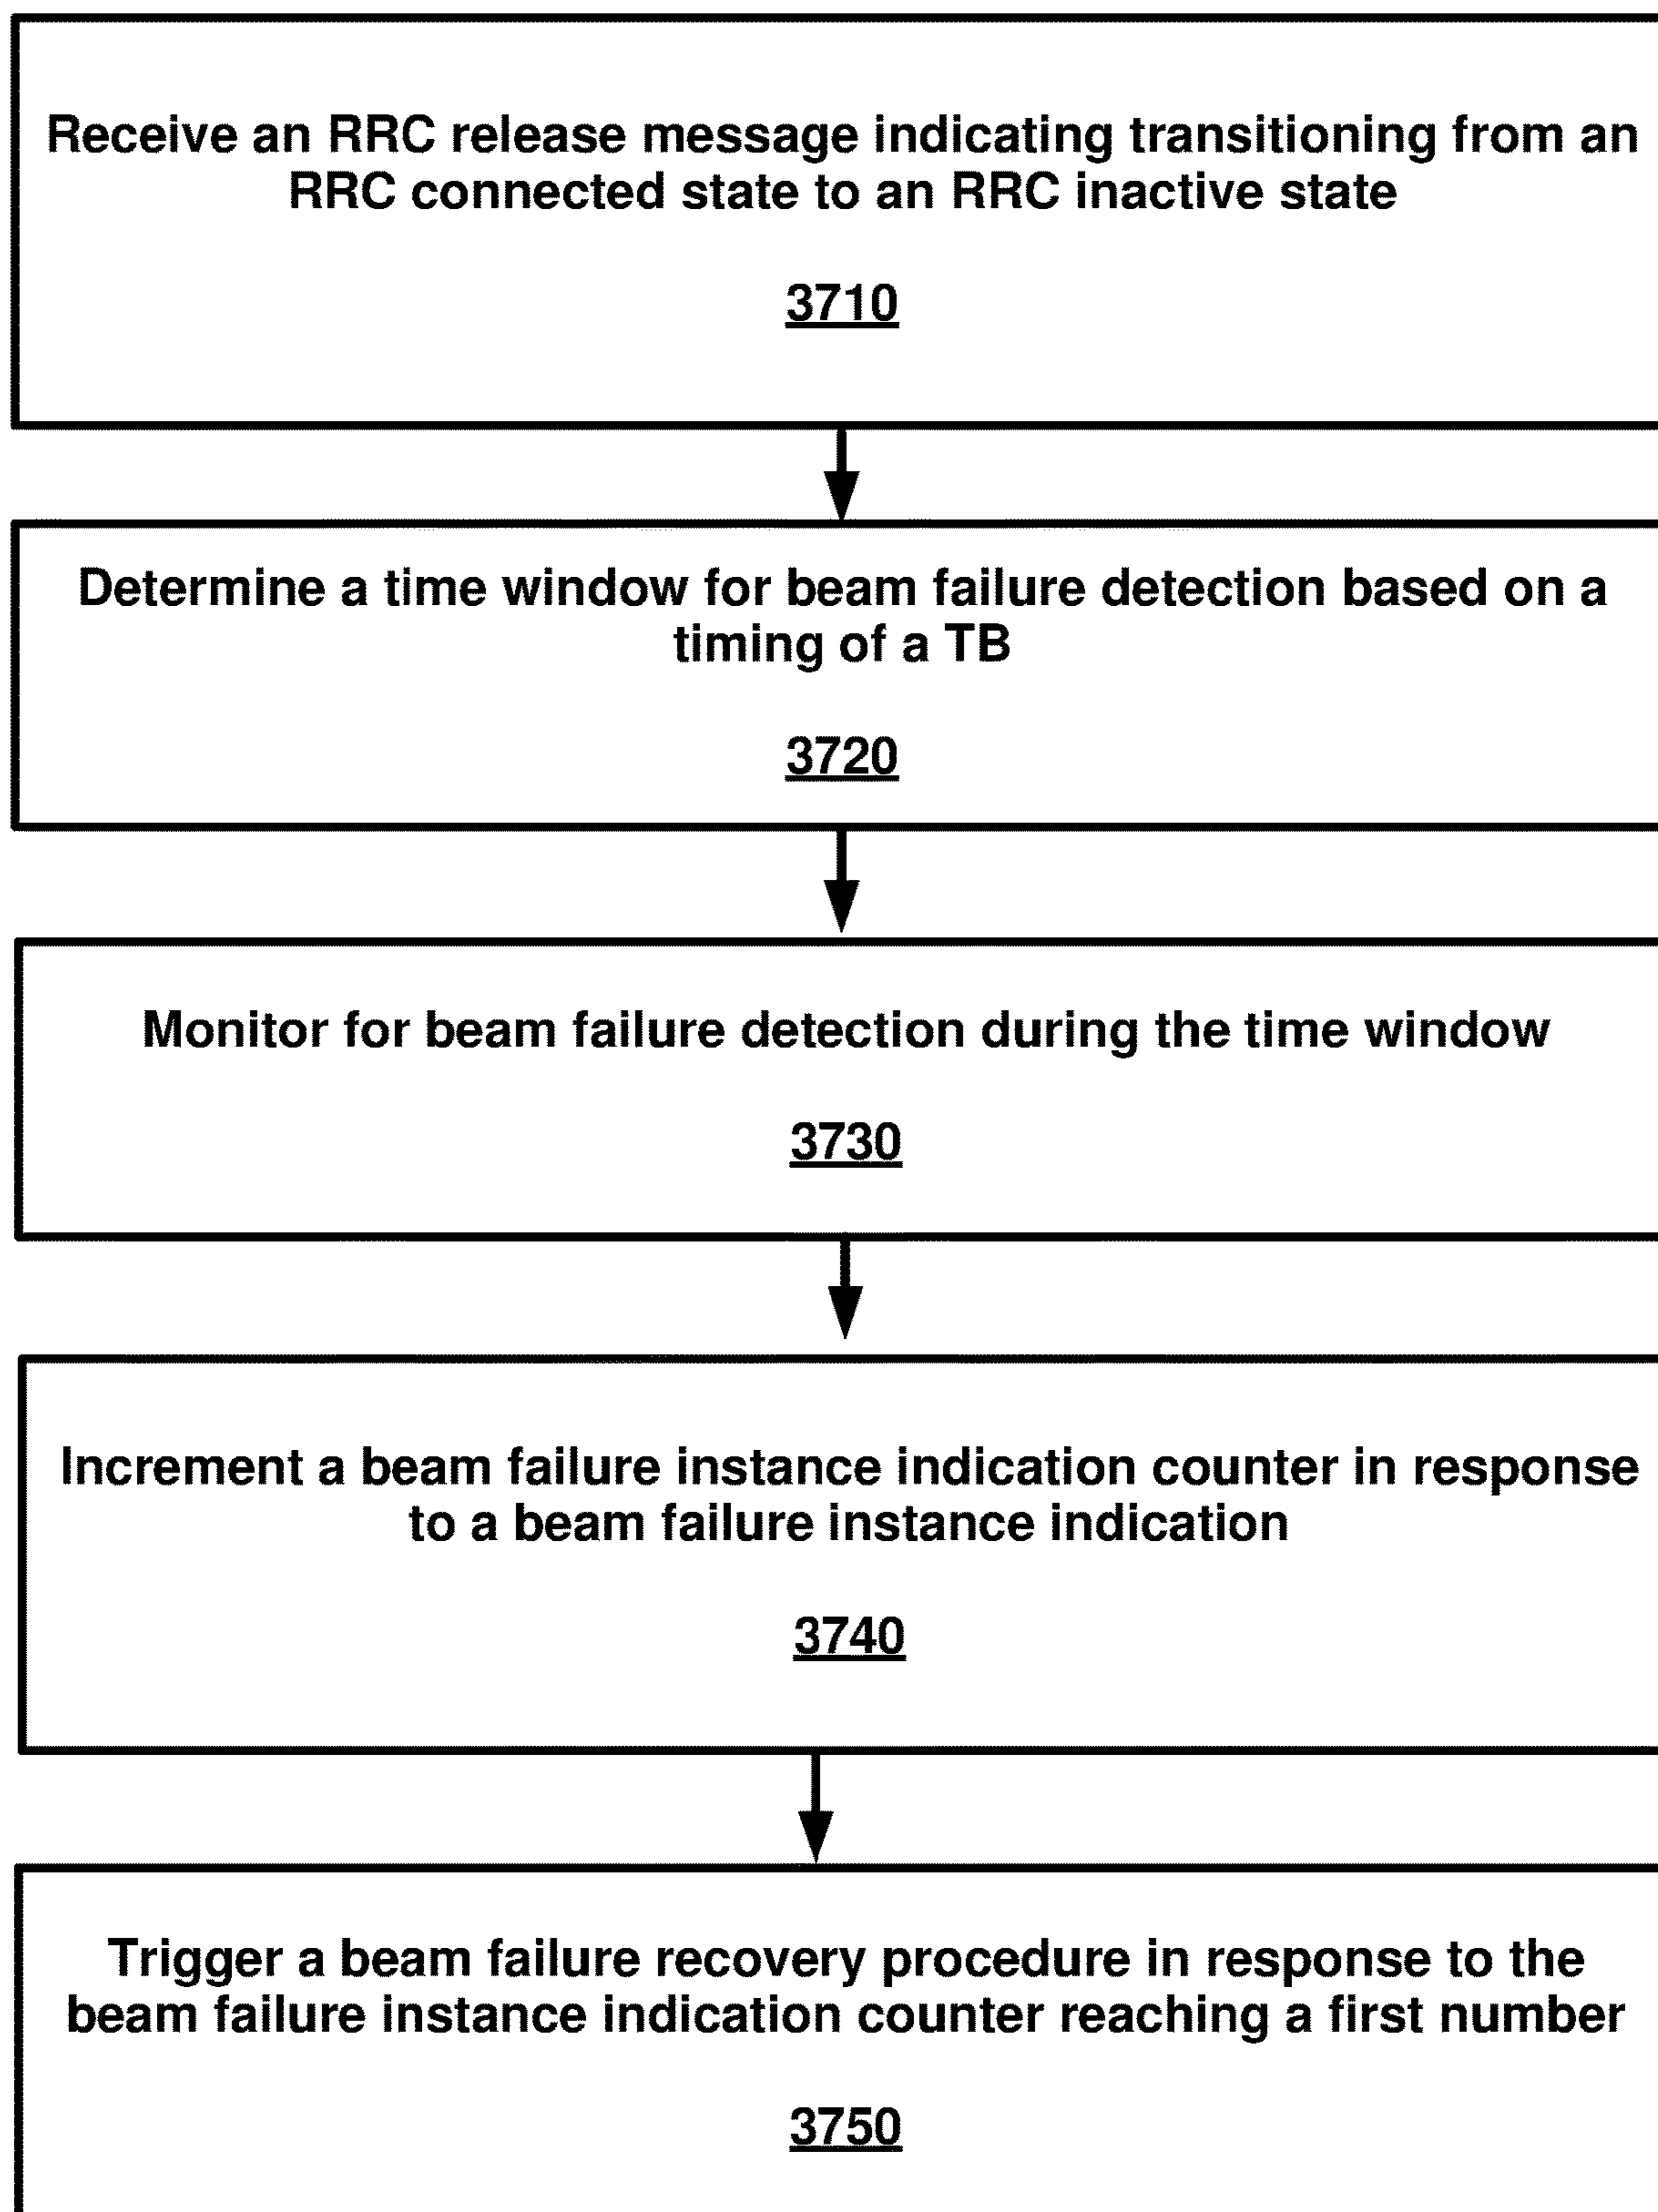 Receive an RRC release message indicating transitioning from an
RRC connected state to an RRC inactive state
3710
Determine a time window for beam failure detection based on a
timing of a TB
3720
Monitor for beam failure detection during the time window
3730
Increment a beam failure instance indication counter in response
to a beam failure instance indication
3740
Trigger a beam failure recovery procedure in response to the
beam failure instance indication counter reaching a first number
3750